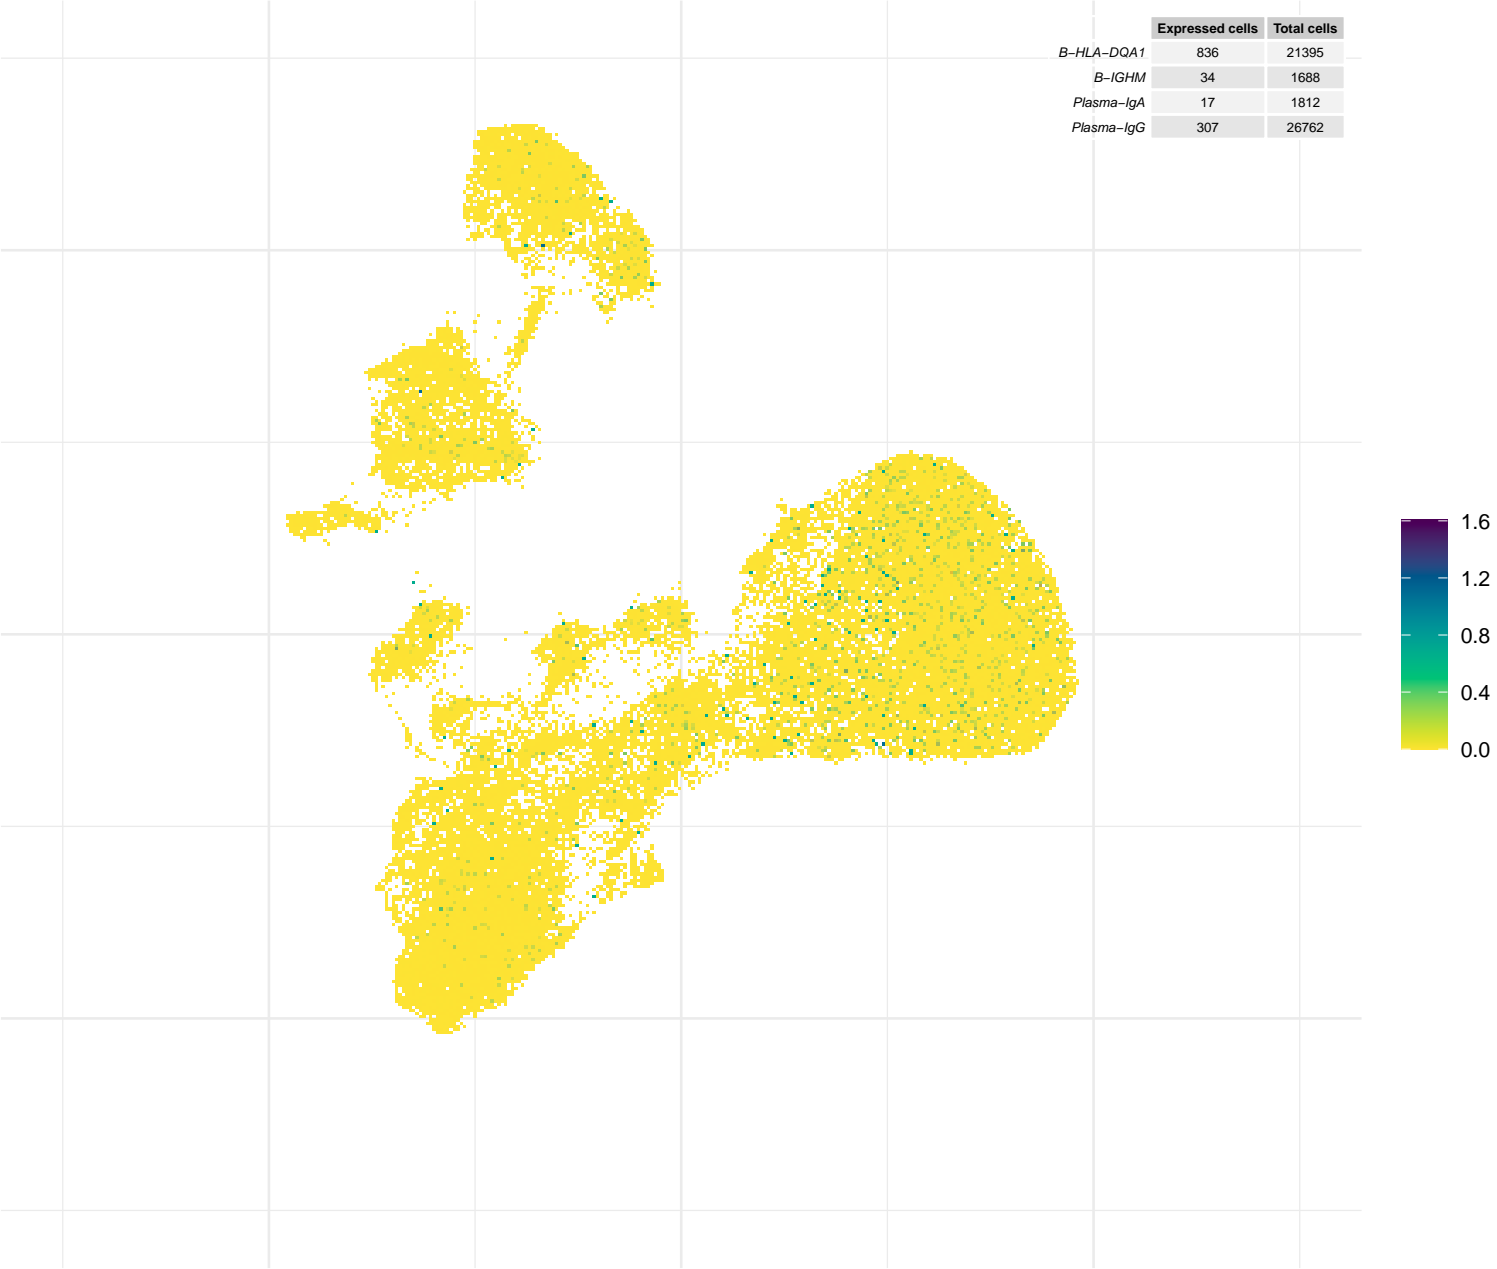 Expressed cells Total cells
B−HLA−DQA1 836 21395
B−IGHM 34 1688
Plasma−IgA 17 1812
Plasma−IgG 307 26762
1.6
1.2
0.8
0.4
0.0